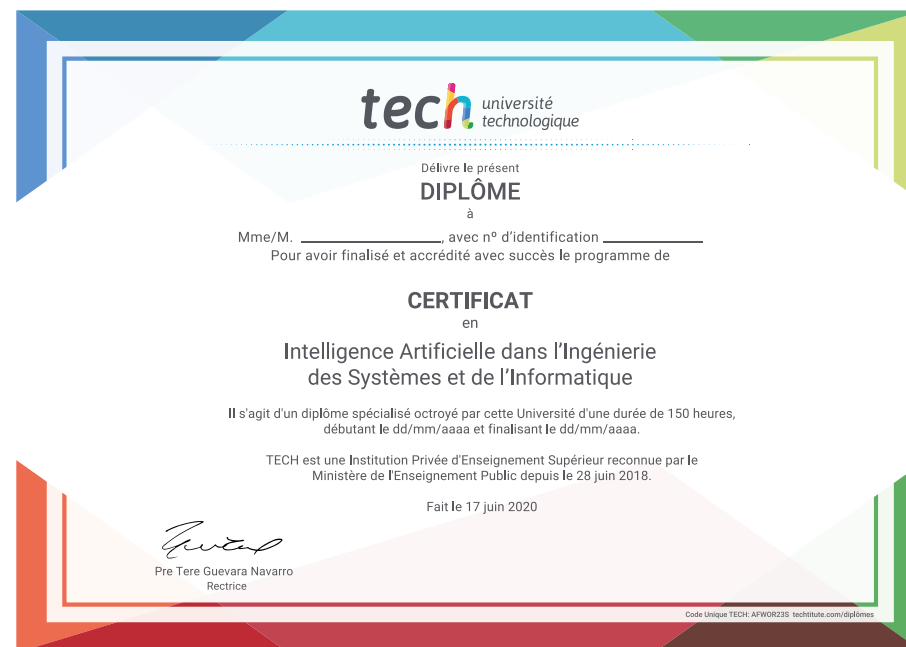 tech université
technologique
Délivre le présent
DIPLÔME
à
Mme/M. ____________________, avec nº d'identification ______________
Pour avoir finalisé et accrédité avec succès le programme de
CERTIFICAT
en
Intelligence Artificielle dans l'Ingénierie
des Systèmes et de l'Informatique
Il s'agit d'un diplôme spécialisé octroyé par cette Université d'une durée de 150 heures,
débutant le dd/mm/aaaa et finalisant le dd/mm/aaaa.
TECH est une Institution Privée d'Enseignement Supérieur reconnue par le
Ministère de l'Enseignement Public depuis le 28 juin 2018.
Fait le 17 juin 2020
Pre Tere Guevara Navarro
Rectrice
Code Unique TECH: AFWOR23S techtitute.com/diplômes